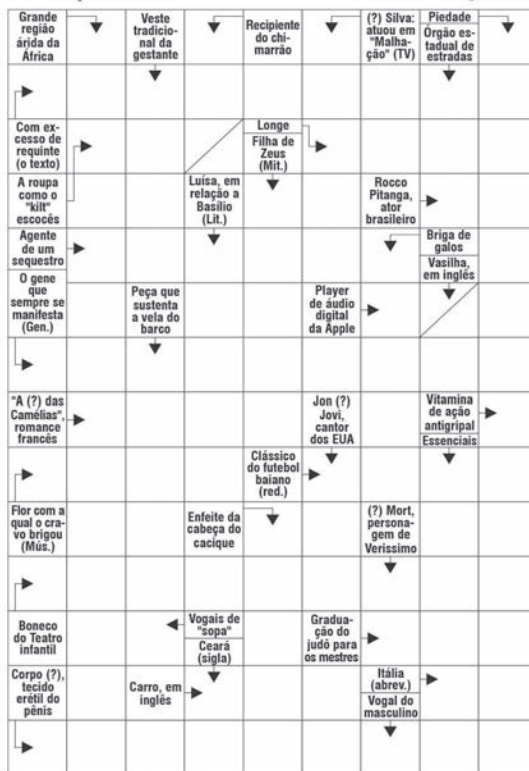 Grande
região
árida da
África
Veste
tradicio-
nal da
gestante
Recipiente
do chi-
marrão
(?) Silva:
atuou em
"Malha-
ção" (TV)
Piedade
Órgão es-
tadual de
estradas
Com ex-
cesso de
requinte
(o texto)
Longe
Filha de
Zeus
(Mit.)
A roupa
como o
"kilt"
escocês
Luísa, em
relação a
Basílio
(Lit.)
Rocco
Pitanga,
ator
brasileiro
Agente
de um
sequestro
Briga de
galos
Vasilha,
em inglês
O gene
que
sempre se
manifesta
(Gen.)
Peça que
sustenta
a vela do
barco
Player
de áudio
digital
da Apple
"A (?) das
Camélias",
romance
francês
Jon (?)
Jovi,
cantor
dos EUA
Vitamina
de ação
antigripal
Essenciais
Clássico
do futebol
baiano
(red.)
Flor com a
qual o cra-
vo brigou
(Mús.)
Enfeite da
cabeça do
cacique
(?) Mort,
persona-
gem de
Verissimo
Boneco
do Teatro
infantil
Vogais de
"sopa"
Ceará
(sigla)
Gradua-
ção do
judô para
os mestres
Corpo (?),
tecido
erétil do
pênis
Carro, em
inglês
Itália
(abrev.)
Vogal do
masculino